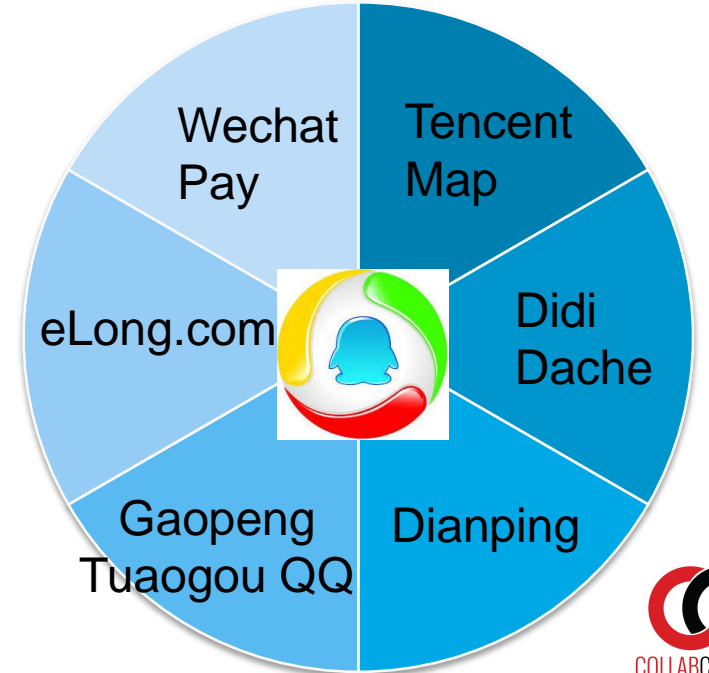 Wechat
Pay
Tencent
Map
eLong.com
Didi
Dache
Gaopeng
Tuaogou QQ
Dianping